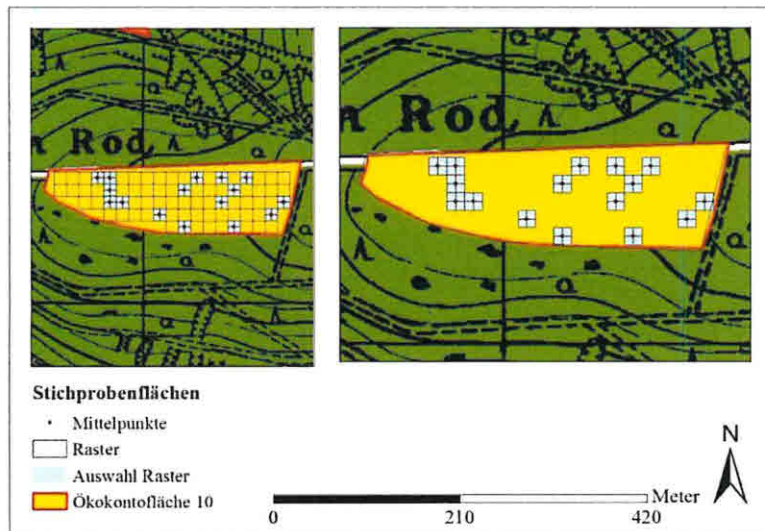 Rod
Rod
Stichprobenflächen
Mittelpunkte
Raster
Auswahl Raster
Ökokontofläche 10
N
Meter
0 210 420